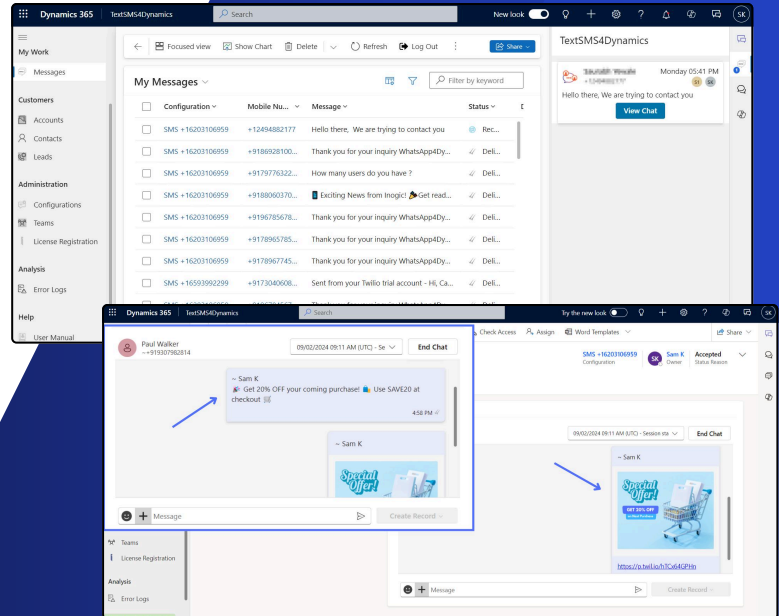 Dynamics 365 TextSMS4Dynamics Search New look SK
My Work
Messages
Customers
Accounts
Contacts
Leads
Administration
Configurations
Teams
License Registration
Analysis
Error Logs
Help
User Manual
Focused view Show Chart Delete Refresh Log Out Share
My Messages Filter by keyword
Configuration Mobile Nu... Message Status
SMS +16203106959 +12494882177 Hello there, We are trying to contact you Rec...
SMS +16203106959 +9186928100... Thank you for your inquiry WhatsApp4Dy... Deli...
SMS +16203106959 +9179776322... How many users do you have ? Deli...
SMS +16203106959 +9188060370... 📱 Exciting News from Inogic! 🎉Get read... Deli...
SMS +16203106959 +9196785678... Thank you for your inquiry WhatsApp4Dy... Deli...
SMS +16203106959 +9178965785... Thank you for your inquiry WhatsApp4Dy... Deli...
SMS +16203106959 +9178967745... Thank you for your inquiry WhatsApp4Dy... Deli...
SMS +16593992299 +9173040608... Sent from your Twilio trial account - Hi, Ca... Deli...
TextSMS4Dynamics
Monday 05:41 PM
SK
Hello there, We are trying to contact you
View Chat
Dynamics 365 TextSMS4Dynamics Search Try the new look SK
Check Access Assign Word Templates Share
SMS +16203106959
Configuration
SK Sam K
Owner
Accepted
Status Reason
Paul Walker
~+919307982814
09/02/2024 09:11 AM (UTC) - Se End Chat
~ Sam K
🎉 Get 20% OFF your coming purchase! 🛍️ Use SAVE20 at
checkout 🛒
4:58 PM
~ Sam K
Special
Offer!
Message Create Record
09/02/2024 09:11 AM (UTC) - Session sta End Chat
~ Sam K
Special
Offer!
GET 20% OFF
https://p.twil.io/hTCx64GPHn
Message Create Record
Teams
License Registration
Analysis
Error Logs